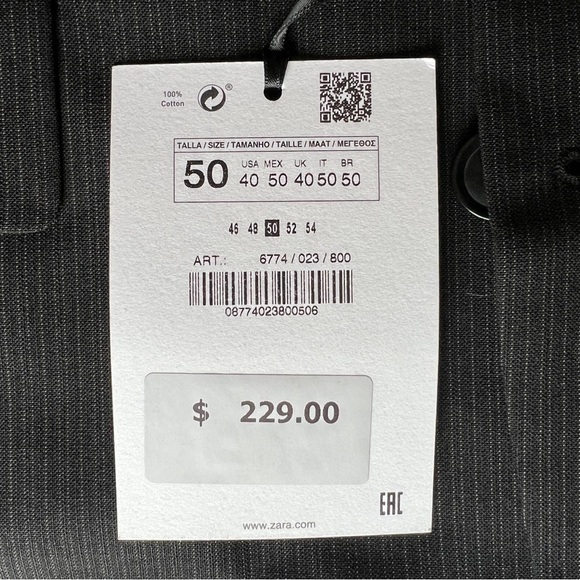 100%
Cotton
®
TALLA / SIZE / TAMANHO / TAILLE / MAAT / ΜΕΓΕΘΟΣ
50
USA MEX UK IT BR
40 50 40 50 50
46 48 50 52 54
ART.: 6774 / 023 / 800
06774023800506
$ 229.00
EAC
www.zara.com